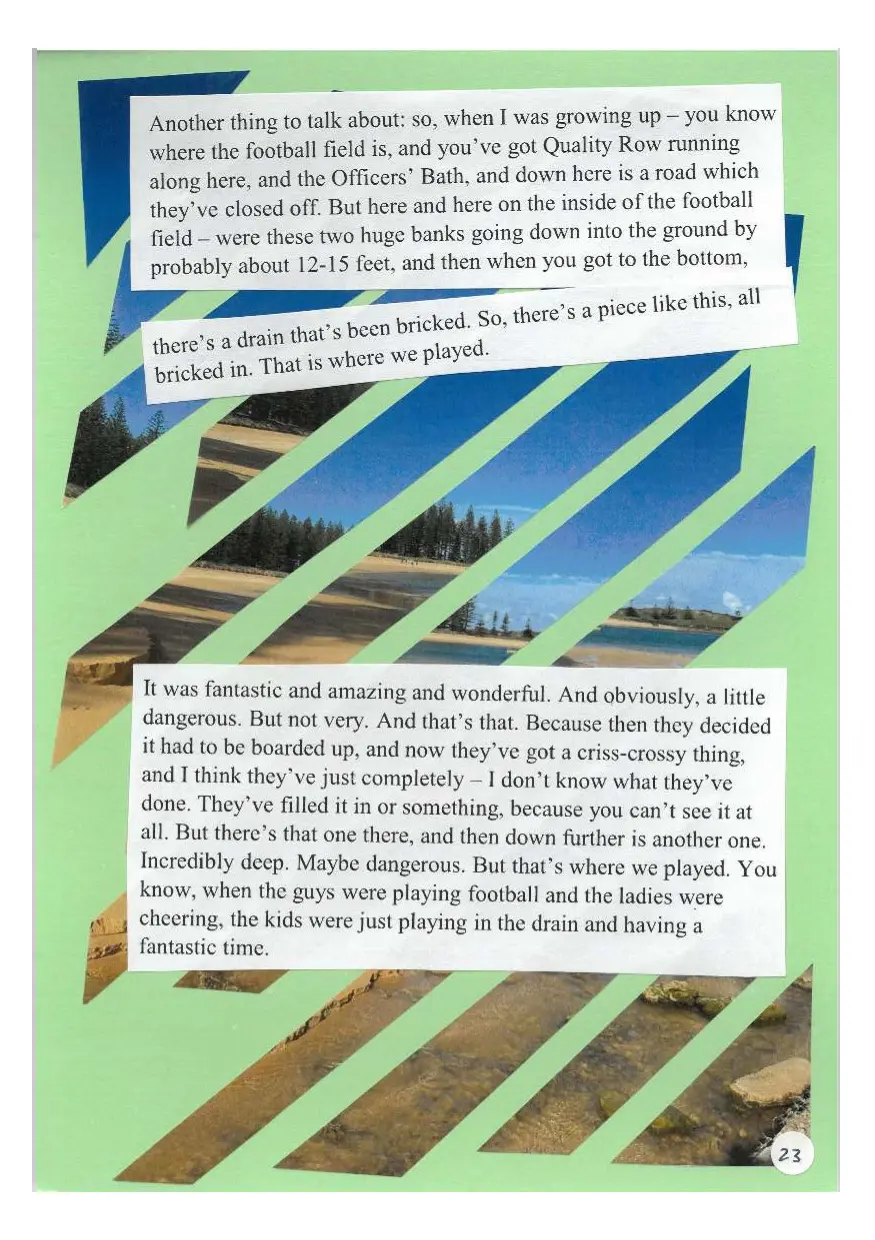 Another thing to talk about: so, when I was growing up – you know
where the football field is, and you’ve got Quality Row running
along here, and the Officers’ Bath, and down here is a road which
they’ve closed off. But here and here on the inside of the football
field – were these two huge banks going down into the ground by
probably about 12-15 feet, and then when you got to the bottom,
there’s a drain that’s been bricked. So, there’s a piece like this, all
bricked in. That is where we played.
It was fantastic and amazing and wonderful. And obviously, a little
dangerous. But not very. And that’s that. Because then they decided
it had to be boarded up, and now they’ve got a criss-crossy thing,
and I think they’ve just completely – I don’t know what they’ve
done. They’ve filled it in or something, because you can’t see it at
all. But there’s that one there, and then down further is another one.
Incredibly deep. Maybe dangerous. But that’s where we played. You
know, when the guys were playing football and the ladies were
cheering, the kids were just playing in the drain and having a
fantastic time.
23